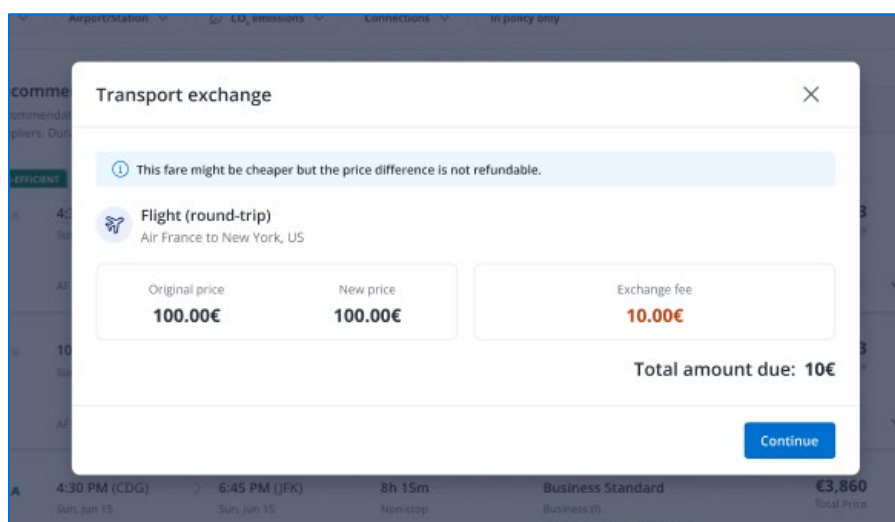 Airport/Station
CO₂ emissions
Connections
In policy only
Transport exchange
This fare might be cheaper but the price difference is not refundable.
Flight (round-trip)
Air France to New York, US
Original price New price Exchange fee
100.00€ 100.00€ 10.00€
Total amount due: 10€
Continue
4:30 PM (CDG) 6:45 PM (JFK) 8h 15m Business Standard €3,860
Sun, Jun 15 Sun, Jun 15 Non-stop Business (I) Total Price